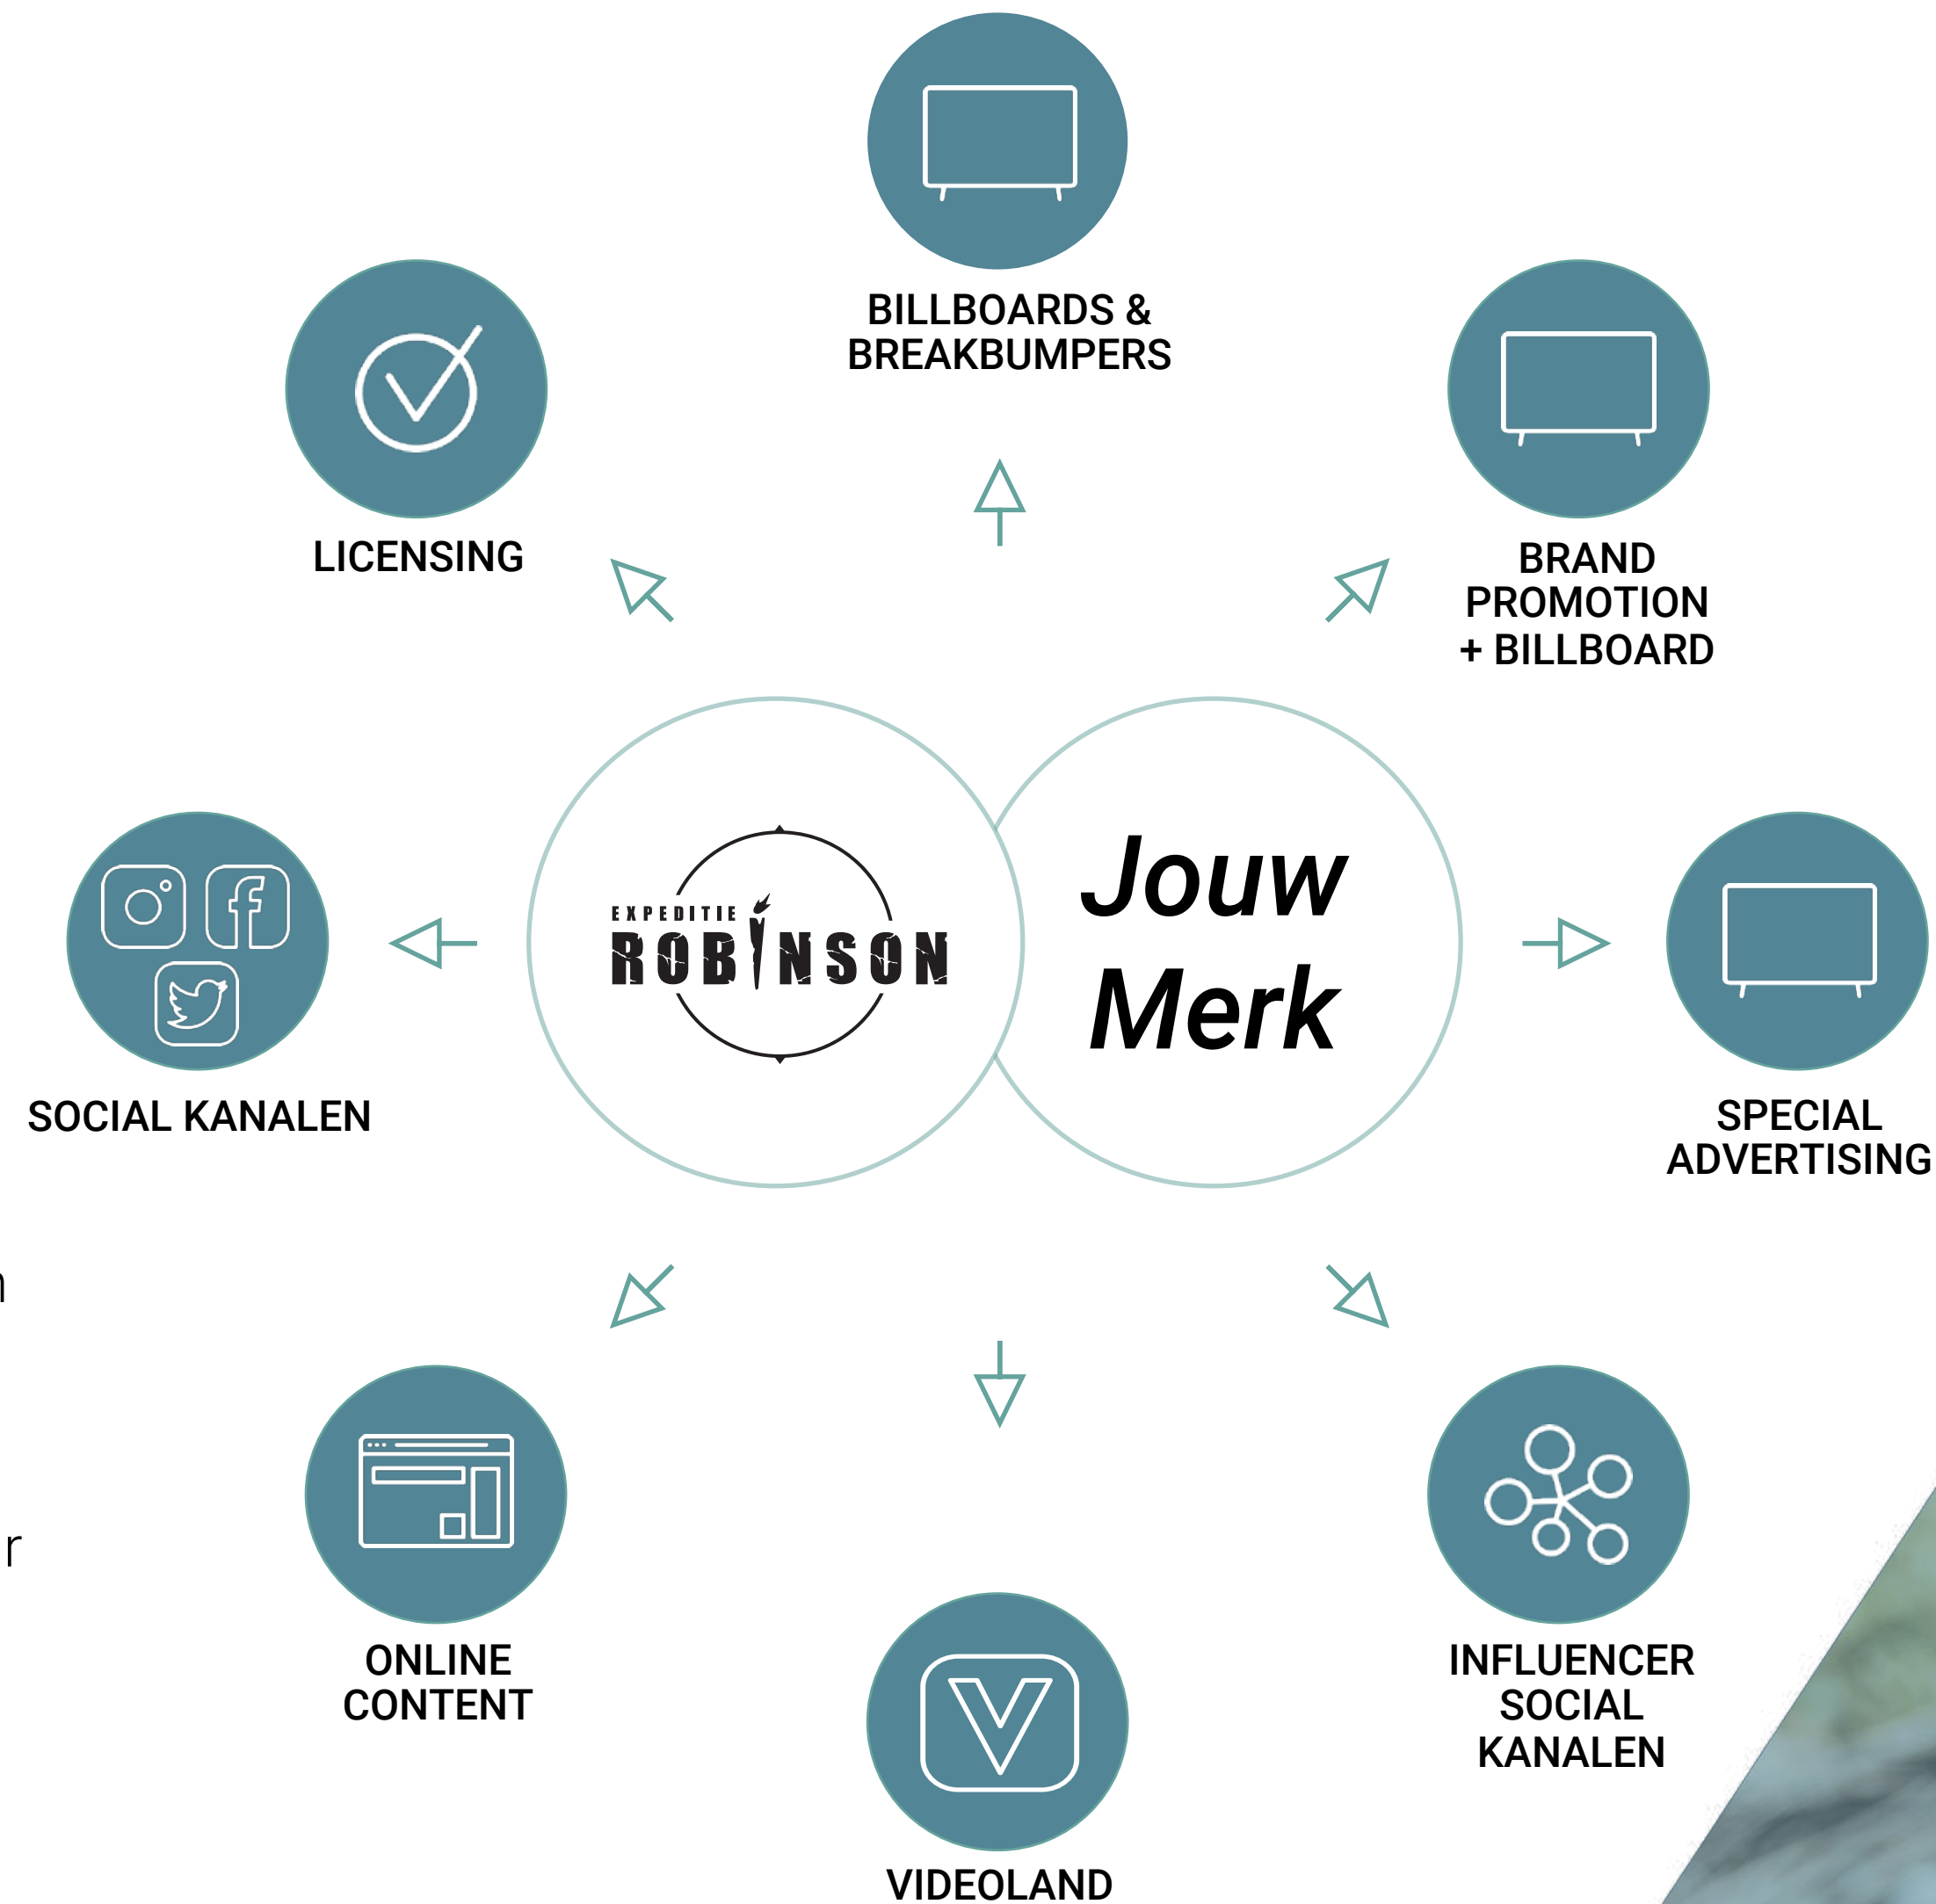 BILLBOARDS &
BREAKBUMPERS
LICENSING
BRAND
PROMOTION
+ BILLBOARD
EXPEDITIE
ROBINSON
Jouw
Merk
SOCIAL KANALEN
SPECIAL
ADVERTISING
ONLINE
CONTENT
INFLUENCER
SOCIAL
KANALEN
VIDEOLAND